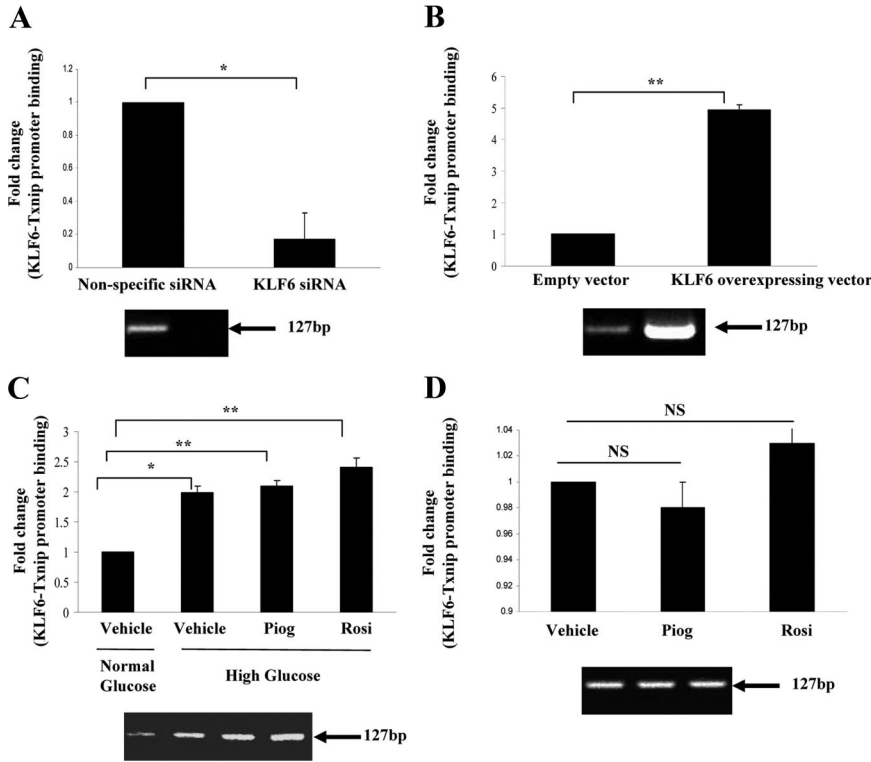 A
Fold change
(KLF6-Txnip promoter binding)
1.2
1
0.8
0.6
0.4
0.2
0
*
Non-specific siRNA KLF6 siRNA
127bp
B
Fold change
(KLF6-Txnip promoter binding)
6
5
4
3
2
1
0
**
Empty vector KLF6 overexpressing vector
127bp
C
Fold change
(KLF6-Txnip promoter binding)
3
2.5
2
1.5
1
0.5
0
**
**
*
Vehicle Vehicle Piog Rosi
Normal
Glucose
High Glucose
127bp
D
Fold change
(KLF6-Txnip promoter binding)
1.04
1.02
1
0.98
0.96
0.94
0.92
0.9
NS
NS
Vehicle Piog Rosi
127bp